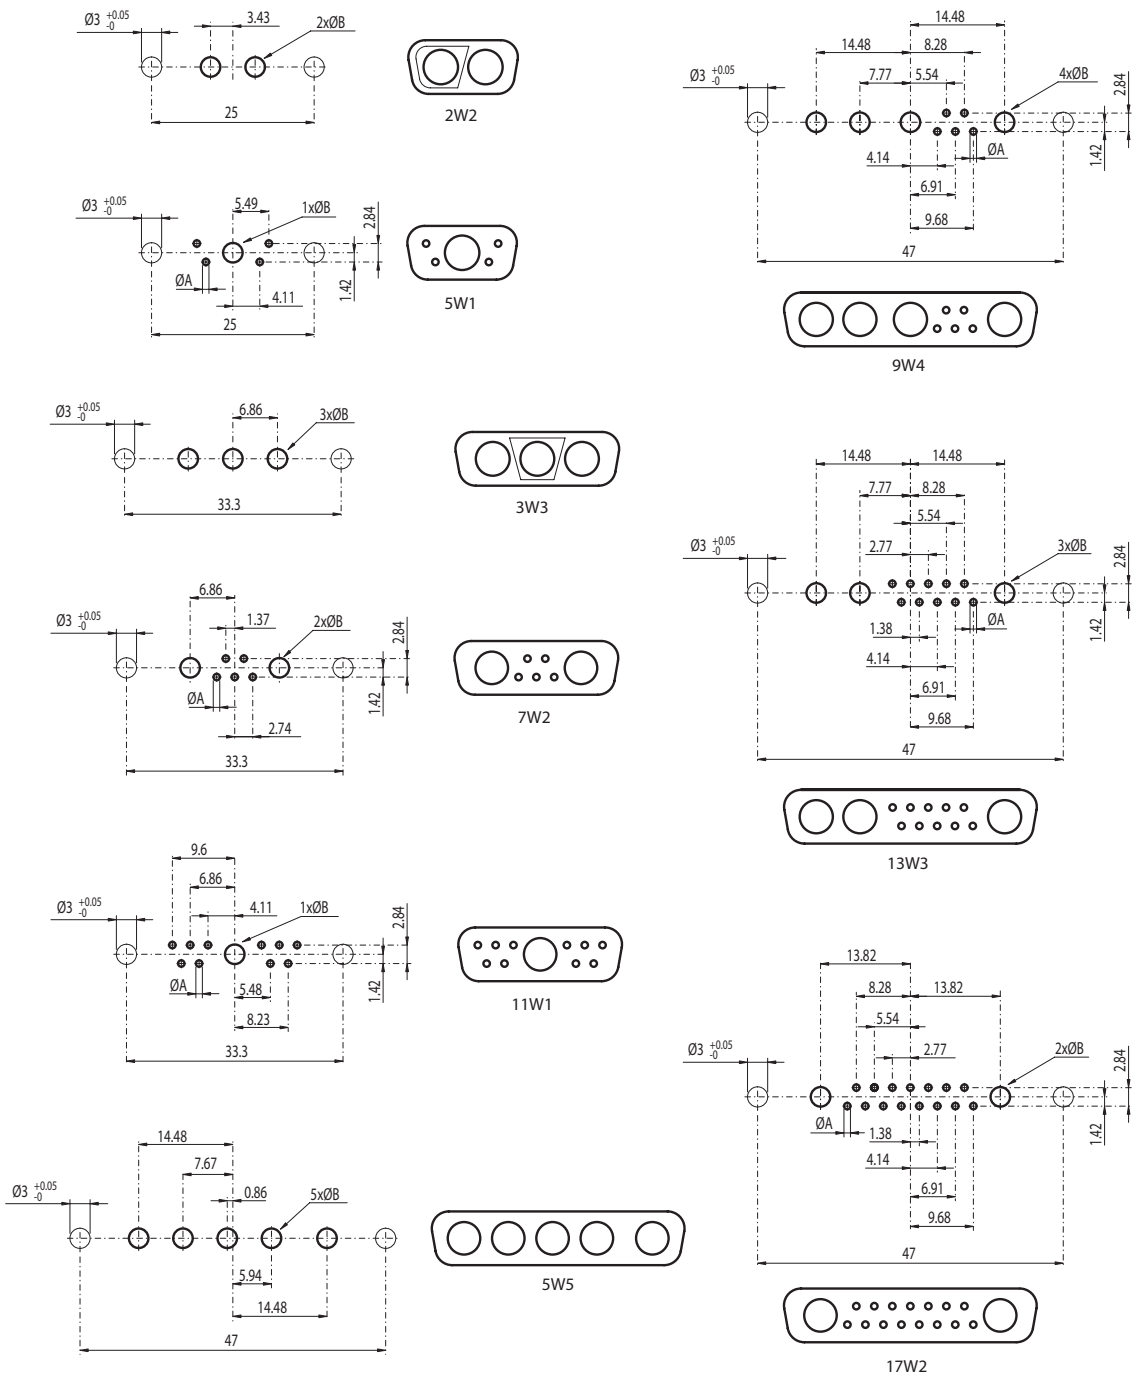 Ø3 +0.05 -0
3.43
2xØB
25
2W2
Ø3 +0.05 -0
5.49
1xØB
2.84
ØA
4.11
1.42
25
5W1
Ø3 +0.05 -0
6.86
3xØB
33.3
3W3
6.86
Ø3 +0.05 -0
1.37
2xØB
2.84
ØA
1.42
2.74
33.3
7W2
9.6
6.86
Ø3 +0.05 -0
4.11
1xØB
2.84
ØA
5.48
1.42
8.23
33.3
11W1
14.48
7.67
Ø3 +0.05 -0
0.86
5xØB
5.94
14.48
47
5W5
14.48
14.48
8.28
Ø3 +0.05 -0
7.77
5.54
4xØB
2.84
4.14
ØA
1.42
6.91
9.68
47
9W4
14.48
14.48
7.77
8.28
5.54
Ø3 +0.05 -0
2.77
3xØB
2.84
1.38
ØA
1.42
4.14
6.91
9.68
47
13W3
13.82
8.28
13.82
5.54
Ø3 +0.05 -0
2.77
2xØB
2.84
ØA
1.38
1.42
4.14
6.91
9.68
47
17W2